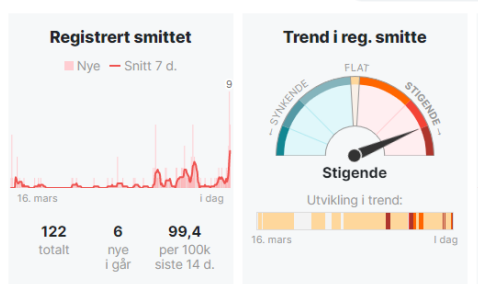 Registrert smittet
Nye Snitt 7 d.
9
16. mars I dag
122 6 99,4
totalt nye per 100k
i går siste 14 d.
Trend i reg. smitte
← SYNKENDE FLAT STIGENDE →
Stigende
Utvikling i trend:
16. mars I dag